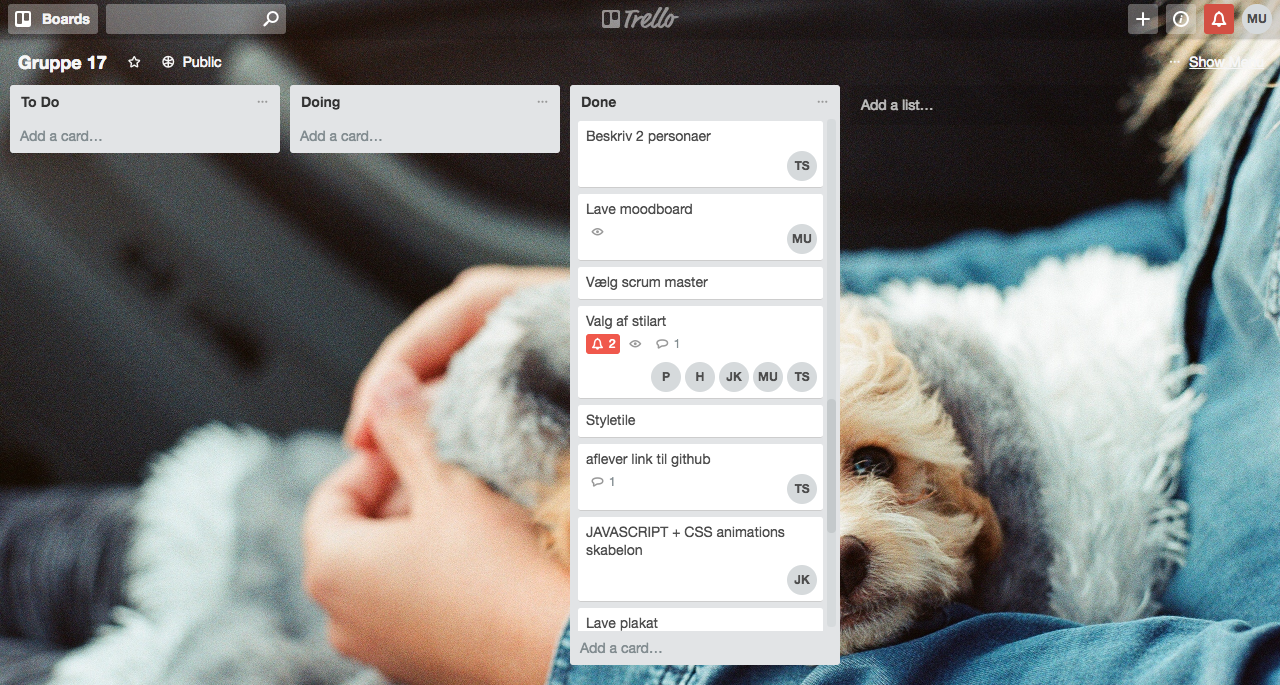 Boards
Trello
MU
Gruppe 17
Public
... Show Menu
To Do
...
Add a card...
Doing
...
Add a card...
Done
...
Beskriv 2 personaer
TS
Lave moodboard
MU
Vælg scrum master
Valg af stilart
2
1
P H JK MU TS
Styletile
aflever link til github
1
TS
JAVASCRIPT + CSS animations
skabelon
JK
Lave plakat
Add a card...
Add a list...